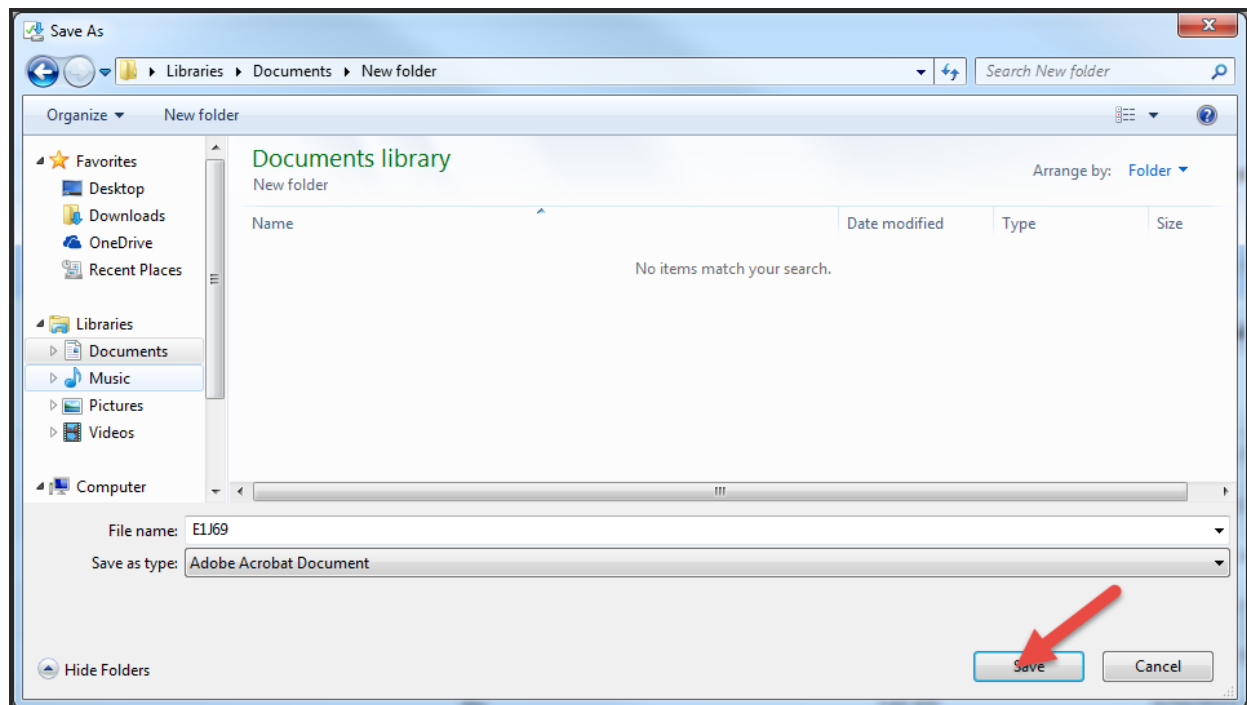 Save As
Libraries Documents New folder
Search New folder
Organize New folder
Favorites
Desktop
Downloads
OneDrive
Recent Places
Libraries
Documents
Music
Pictures
Videos
Computer
Documents library
New folder
Arrange by: Folder
Name Date modified Type Size
No items match your search.
File name: E1J69
Save as type: Adobe Acrobat Document
Hide Folders
Save Cancel